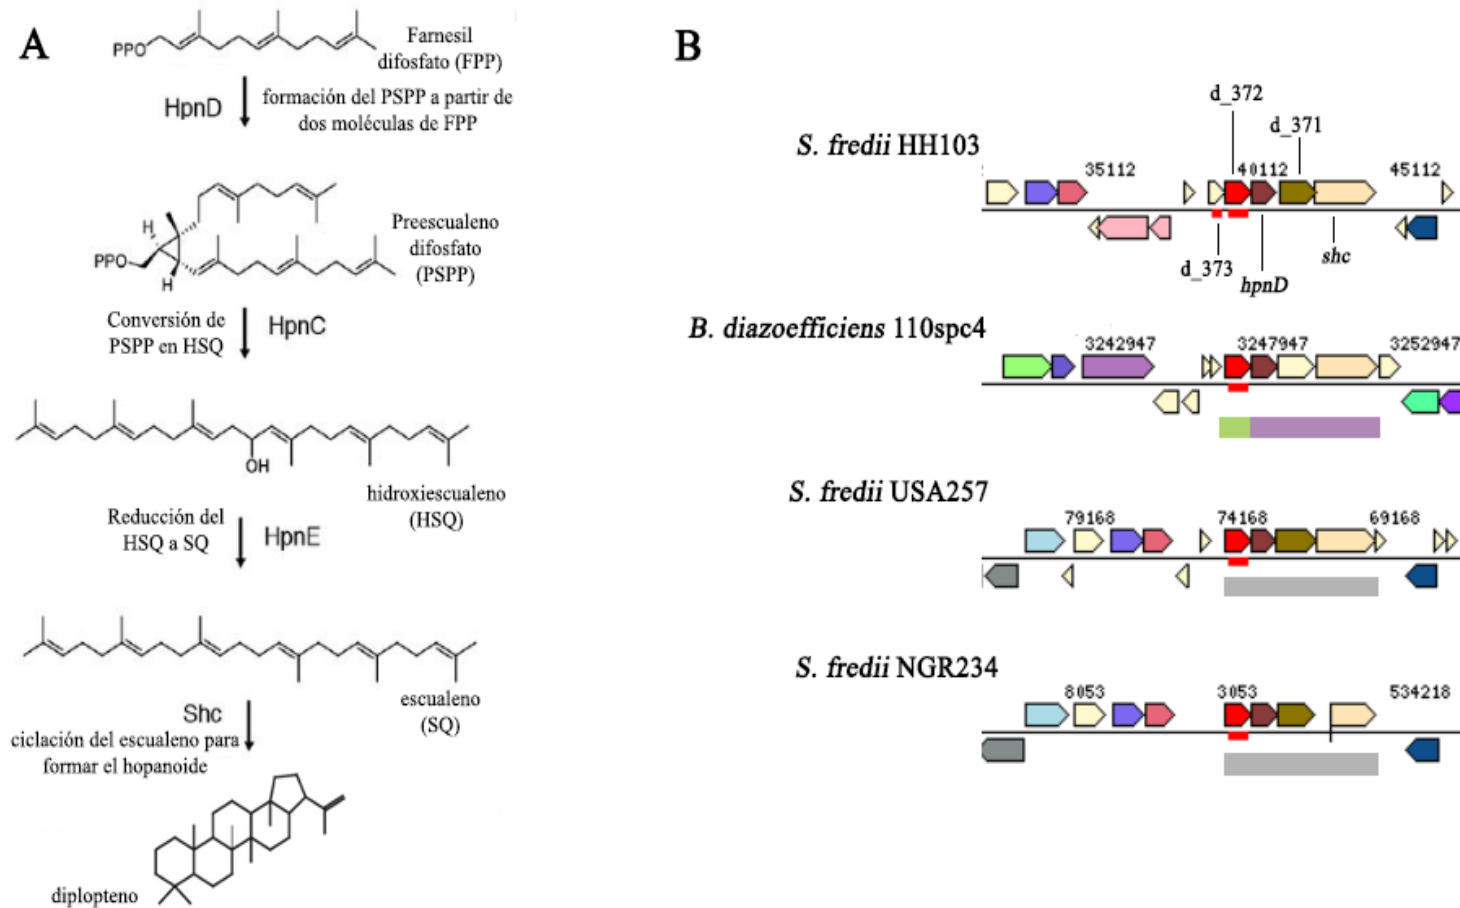 A
PPO
Farnesil
difosfato (FPP)
HpnD
formación del PSPP a partir de
dos moléculas de FPP
H
PPO
H
Preescualeno
difosfato
(PSPP)
Conversión de
PSPP en HSQ
HpnC
OH
hidroxiescualeno
(HSQ)
Reducción del
HSQ a SQ
HpnE
escualeno
(SQ)
Shc
ciclación del escualeno para
formar el hopanoide
diplopteno
B
d_372
d_371
S. fredii HH103
35112 40112 45112
d_373
hpnD
shc
B. diazoefficiens 110spc4
3242947 3247947 3252947
S. fredii USA257
79168 74168 69168
S. fredii NGR234
8053 3053 534218